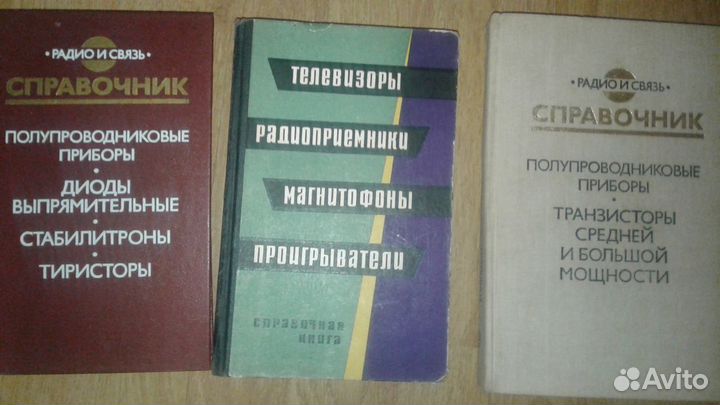 • РАДИО И СВЯЗЬ •
СПРАВОЧНИК
ПОЛУПРОВОДНИКОВЫЕ
ПРИБОРЫ
•
ДИОДЫ
ВЫПРЯМИТЕЛЬНЫЕ
•
СТАБИЛИТРОНЫ
•
ТИРИСТОРЫ
ТЕЛЕВИЗОРЫ
РАДИОПРИЕМНИКИ
МАГНИТОФОНЫ
ПРОИГРЫВАТЕЛИ
СПРАВОЧНАЯ
КНИГА
• РАДИО И СВЯЗЬ •
СПРАВОЧНИК
ПОЛУПРОВОДНИКОВЫЕ
ПРИБОРЫ
•
ТРАНЗИСТОРЫ
СРЕДНЕЙ
И БОЛЬШОЙ
МОЩНОСТИ
Avito